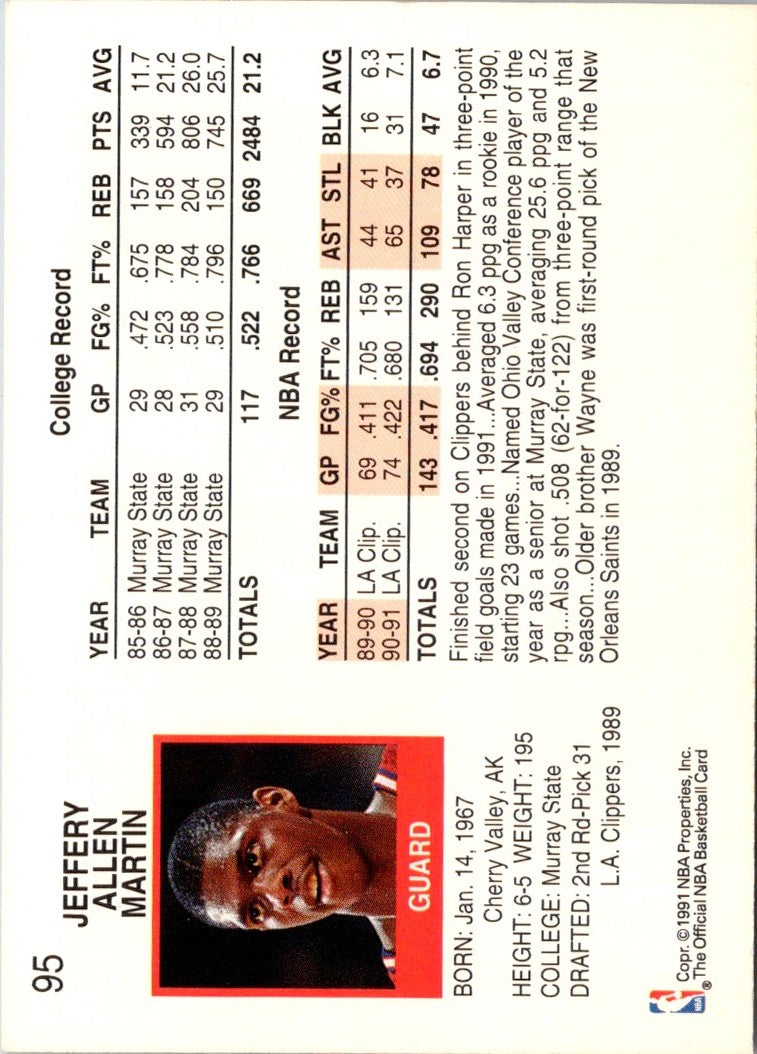 95
JEFFERY
ALLEN
MARTIN
GUARD
BORN: Jan. 14, 1967
Cherry Valley, AK
HEIGHT: 6-5 WEIGHT: 195
COLLEGE: Murray State
DRAFTED: 2nd Rd-Pick 31
L.A. Clippers, 1989
College Record
YEAR TEAM GP FG% FT% REB PTS AVG
85-86 Murray State 29 .472 .675 157 339 11.7
86-87 Murray State 28 .523 .778 158 594 21.2
87-88 Murray State 31 .558 .784 204 806 26.0
88-89 Murray State 29 .510 .796 150 745 25.7
TOTALS 117 .522 .766 669 2484 21.2
NBA Record
YEAR TEAM GP FG% FT% REB AST STL BLK AVG
89-90 LA Clip. 69 .411 .705 159 44 41 16 6.3
90-91 LA Clip. 74 .422 .680 131 65 37 31 7.1
TOTALS 143 .417 .694 290 109 78 47 6.7
Finished second on Clippers behind Ron Harper in three-point
field goals made in 1991...Averaged 6.3 ppg as a rookie in 1990,
starting 23 games...Named Ohio Valley Conference player of the
year as a senior at Murray State, averaging 25.6 ppg and 5.2
rpg...Also shot .508 (62-for-122) from three-point range that
season...Older brother Wayne was first-round pick of the New
Orleans Saints in 1989.
NBA
Copr. ©1991 NBA Properties, Inc.
® The Official NBA Basketball Card